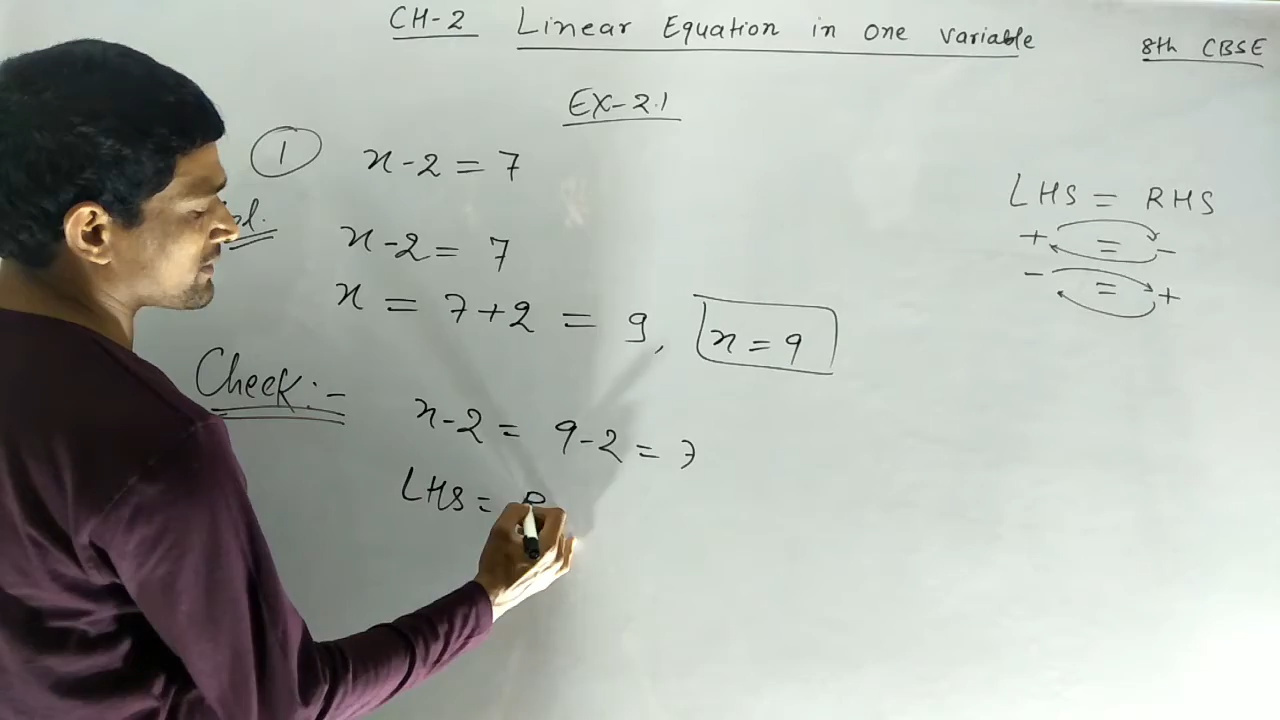 CH-2 Linear Equation in one variable 8th CBSE
EX-2.1
1 x-2=7
x-2= 7
x = 7+2 = 9, x=9
Check:-
x-2= 9-2=7
LHS=
LHS = RHS
+ = -
- = +